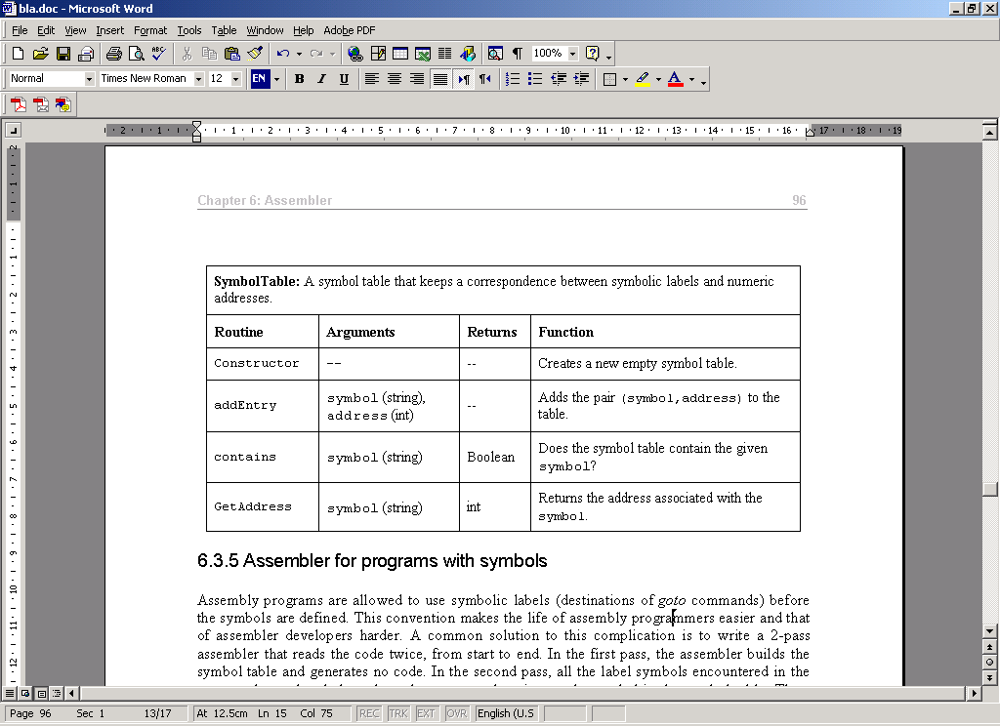 bla.doc - Microsoft Word
File Edit View Insert Format Tools Table Window Help Adobe PDF
100%
Normal Times New Roman 12 EN B I U A
2 1 1 2 3 4 5 6 7 8 9 10 11 12 13 14 15 16 17 18 19
Chapter 6: Assembler 96
SymbolTable: A symbol table that keeps a correspondence between symbolic labels and numeric
addresses.
Routine Arguments Returns Function
Constructor -- -- Creates a new empty symbol table.
addEntry symbol (string), address (int) -- Adds the pair (symbol,address) to the
table.
contains symbol (string) Boolean Does the symbol table contain the given
symbol?
GetAddress symbol (string) int Returns the address associated with the
symbol.
6.3.5 Assembler for programs with symbols
Assembly programs are allowed to use symbolic labels (destinations of goto commands) before
the symbols are defined. This convention makes the life of assembly programmers easier and that
of assembler developers harder. A common solution to this complication is to write a 2-pass
assembler that reads the code twice, from start to end. In the first pass, the assembler builds the
symbol table and generates no code. In the second pass, all the label symbols encountered in the
Page 96 Sec 1 13/17 At 12.5cm Ln 15 Col 75 REC TRK EXT OVR English (U.S